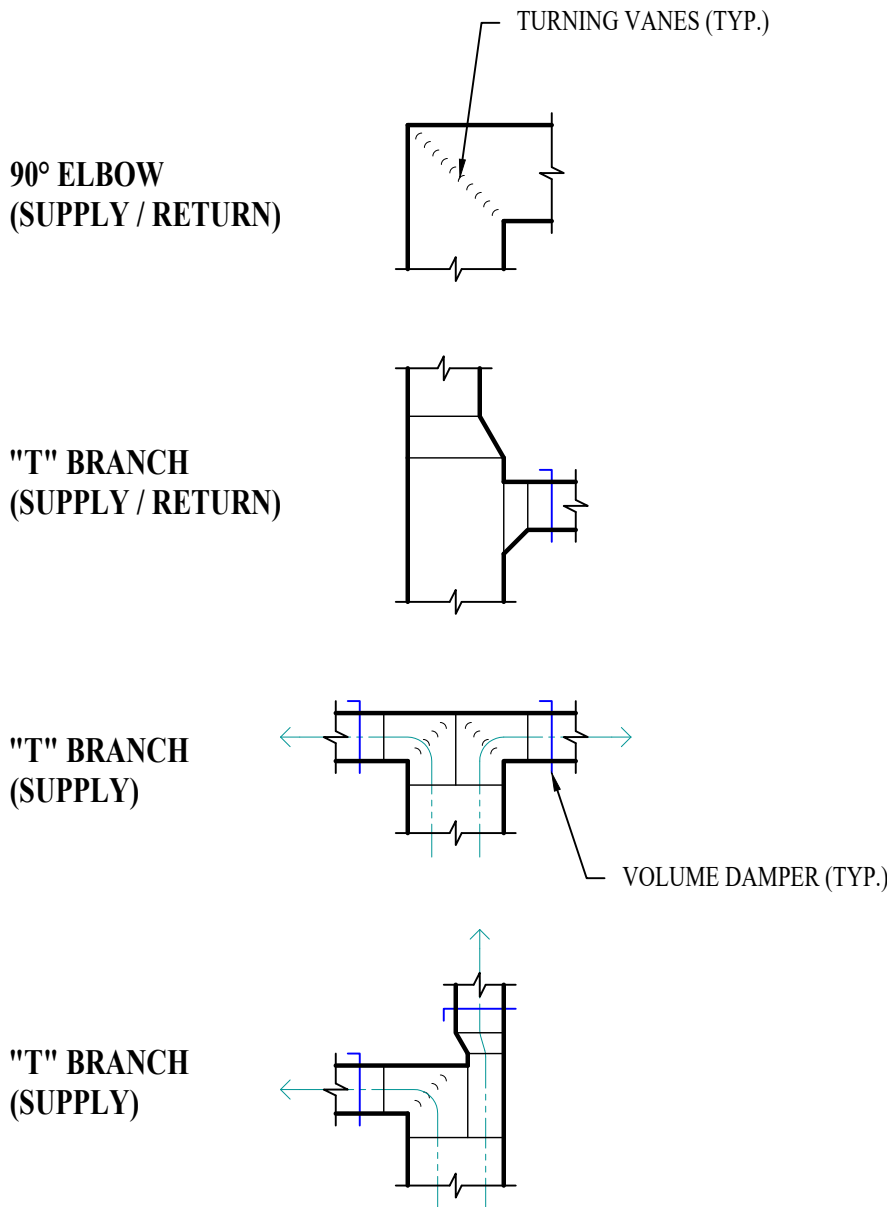 TURNING VANES (TYP.)
90° ELBOW
(SUPPLY / RETURN)
"T" BRANCH
(SUPPLY / RETURN)
"T" BRANCH
(SUPPLY)
VOLUME DAMPER (TYP.)
"T" BRANCH
(SUPPLY)